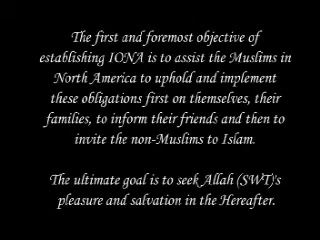 The first and foremost objective of
establishing IONA is to assist the Muslims in
North America to uphold and implement
these obligations first on themselves, their
families, to inform their friends and then to
invite the non-Muslims to Islam.
The ultimate goal is to seek Allah (SWT)'s
pleasure and salvation in the Hereafter.